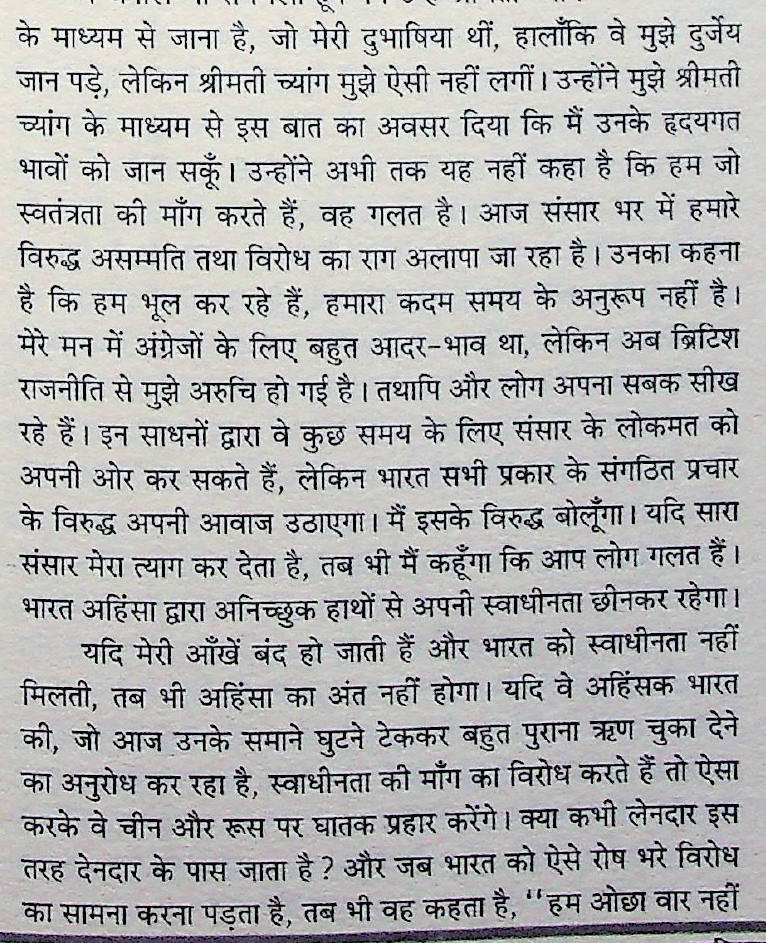 के माध्यम से जाना है, जो मेरी दुभाषिया थीं, हालाँकि वे मुझे दुर्जेय
जान पड़े, लेकिन श्रीमती च्यांग मुझे ऐसी नहीं लगीं। उन्होंने मुझे श्रीमती
च्यांग के माध्यम से इस बात का अवसर दिया कि मैं उनके हृदयगत
भावों को जान सकूँ। उन्होंने अभी तक यह नहीं कहा है कि हम जो
स्वतंत्रता की माँग करते हैं, वह गलत है। आज संसार भर में हमारे
विरुद्ध असम्मति तथा विरोध का राग अलापा जा रहा है। उनका कहना
है कि हम भूल कर रहे हैं, हमारा कदम समय के अनुरूप नहीं है।
मेरे मन में अंग्रेजों के लिए बहुत आदर-भाव था, लेकिन अब ब्रिटिश
राजनीति से मुझे अरुचि हो गई है। तथापि और लोग अपना सबक सीख
रहे हैं। इन साधनों द्वारा वे कुछ समय के लिए संसार के लोकमत को
अपनी ओर कर सकते हैं, लेकिन भारत सभी प्रकार के संगठित प्रचार
के विरुद्ध अपनी आवाज उठाएगा। मैं इसके विरुद्ध बोलूँगा। यदि सारा
संसार मेरा त्याग कर देता है, तब भी मैं कहूँगा कि आप लोग गलत हैं।
भारत अहिंसा द्वारा अनिच्छुक हाथों से अपनी स्वाधीनता छीनकर रहेगा।
यदि मेरी आँखें बंद हो जाती हैं और भारत को स्वाधीनता नहीं
मिलती, तब भी अहिंसा का अंत नहीं होगा। यदि वे अहिंसक भारत
की, जो आज उनके समाने घुटने टेककर बहुत पुराना ऋण चुका देने
का अनुरोध कर रहा है, स्वाधीनता की माँग का विरोध करते हैं तो ऐसा
करके वे चीन और रूस पर घातक प्रहार करेंगे। क्या कभी लेनदार इस
तरह देनदार के पास जाता है? और जब भारत को ऐसे रोष भरे विरोध
का सामना करना पड़ता है, तब भी वह कहता है, "हम ओछा वार नहीं